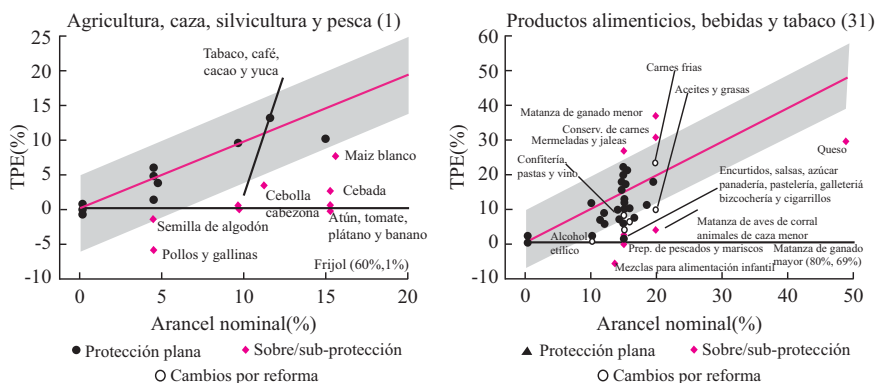 Agricultura, caza, silvicultura y pesca (1)
25
20
15
10
5
0
-5
-10
TPE(%)
Tabaco, café,
cacao y yuca
Maiz blanco
Cebolla
cabezona
Cebada
Semilla de algodón
Atún, tomate,
plátano y banano
Pollos y gallinas
Frijol (60%,1%)
0
5
10
15
20
Arancel nominal(%)
Protección plana
Sobre/sub-protección
Cambios por reforma
Productos alimenticios, bebidas y tabaco (31)
60
50
40
30
20
10
0
-10
TPE(%)
Carnes frias
Aceites y grasas
Matanza de ganado menor
Conserv. de carnes
Mermeladas y jaleas
Queso
Confitería,
pastas y vino
Encurtidos, salsas, azúcar
panadería, pastelería, galleteriá
bizcochería y cigarrillos
Alcohol
etílico
Matanza de aves de corral
animales de caza menor
Prep. de pescados y mariscos
Matanza de ganado
mayor (80%, 69%)
Mezclas para alimentación infantil
0
10
20
30
40
50
Arancel nominal(%)
Protección plana
Sobre/sub-protección
Cambios por reforma